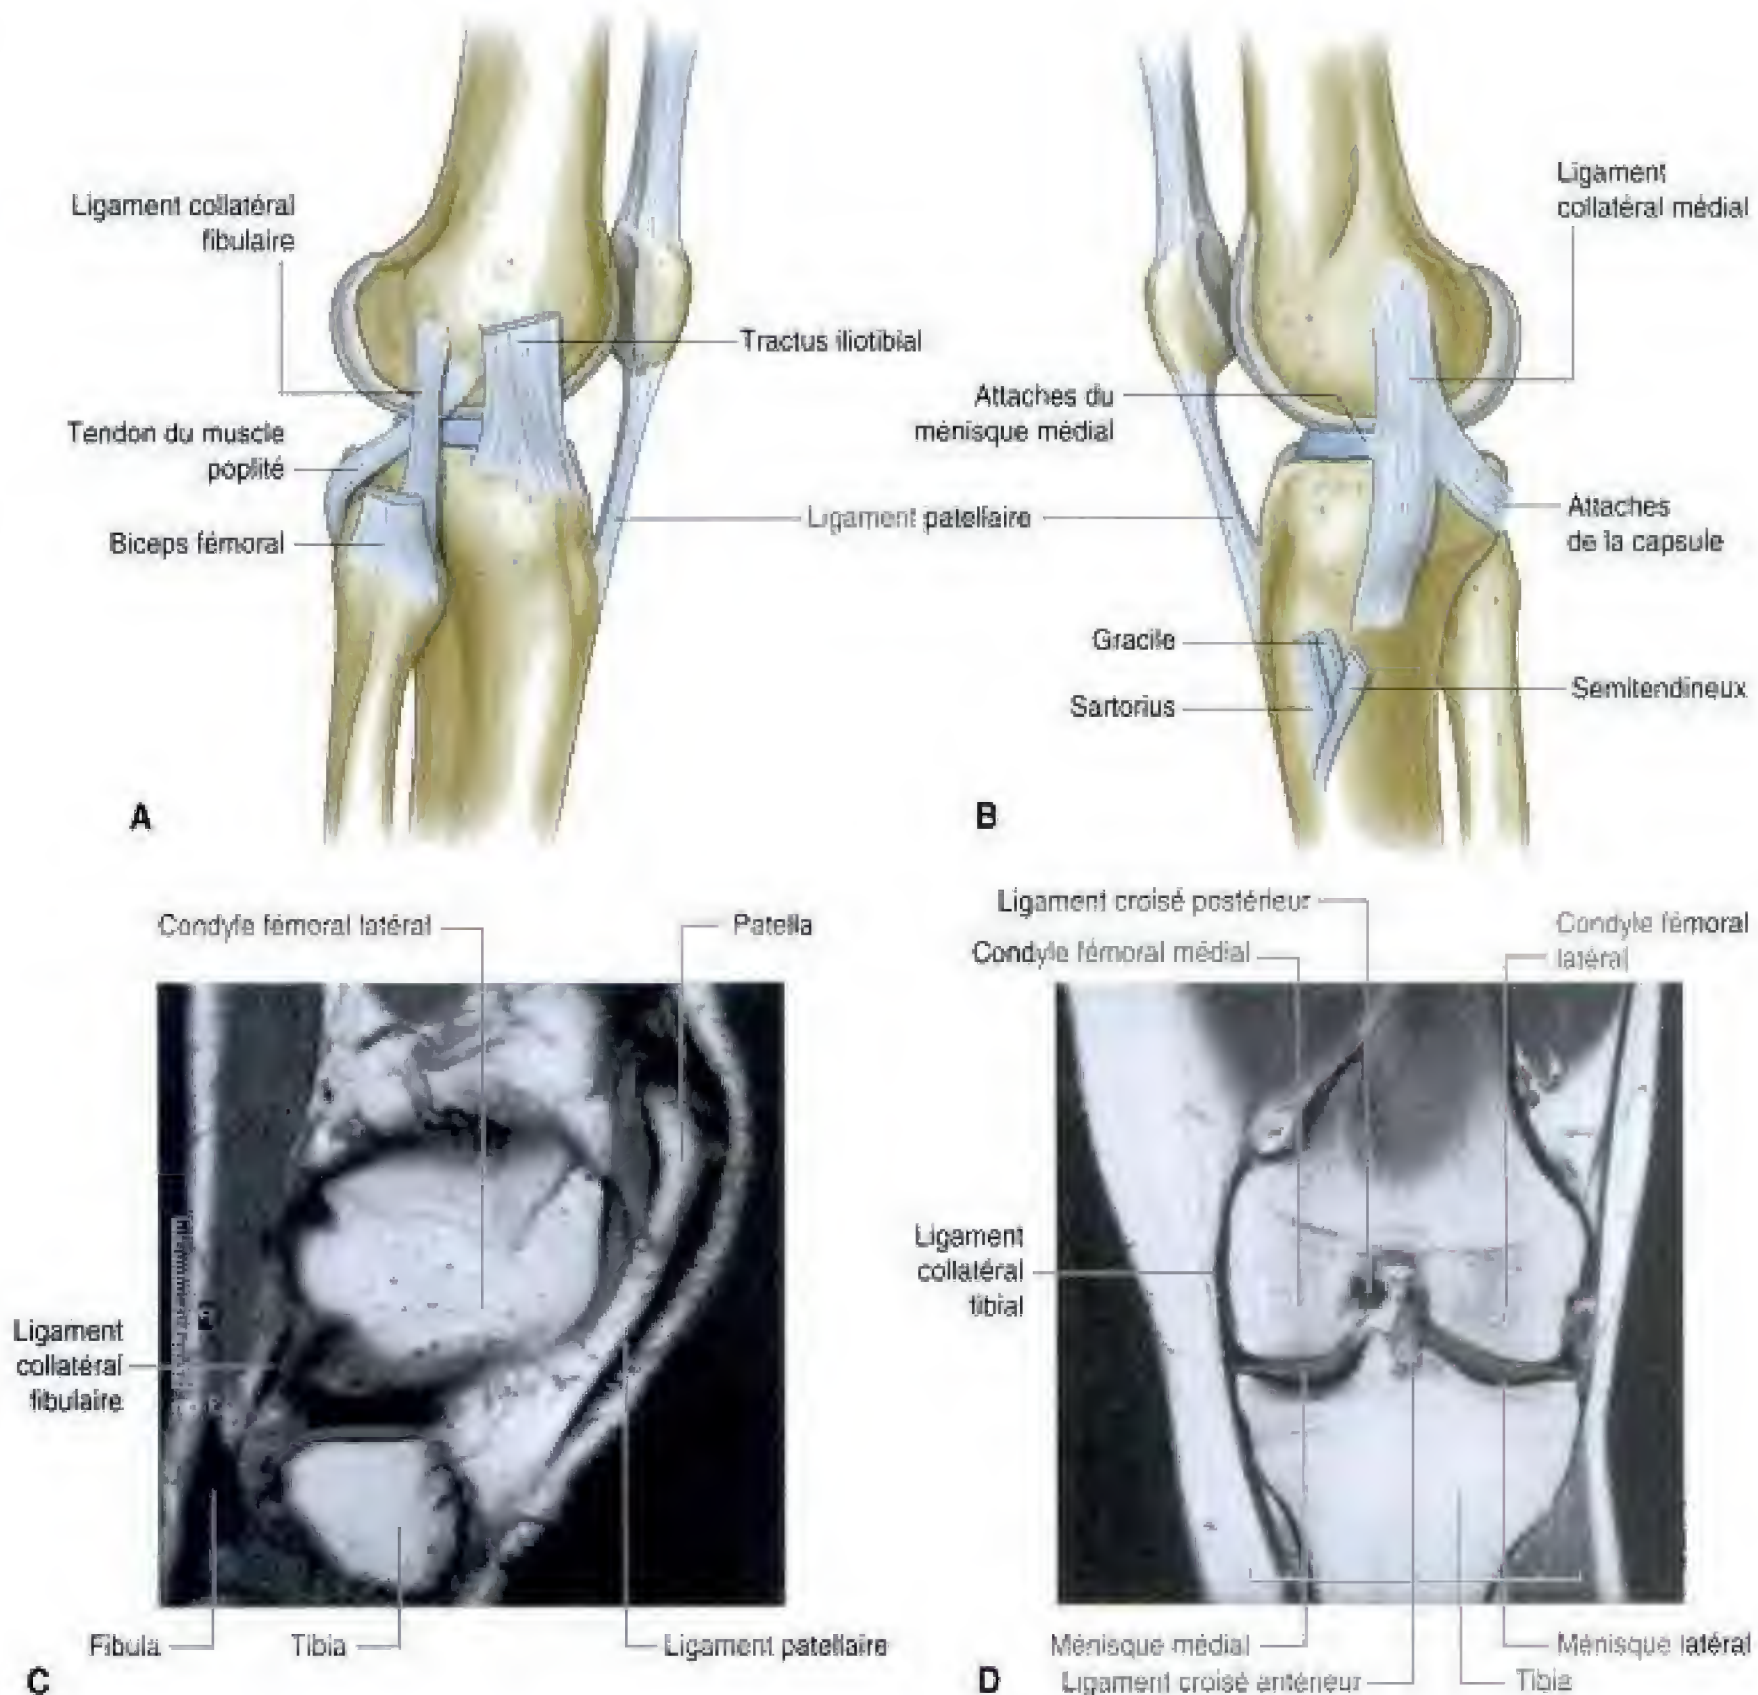 Ligament collatéral
fibulaire
Tendon du muscle
poplité
Biceps fémoral
Tractus iliotibial
Ligament patellaire
A
Ligament
collatéral médial
Attaches du
ménisque médial
Attaches
de la capsule
Gracile
Sartorius
Semitendineux
B
Condyle fémoral latéral
Patella
Ligament
collatéral
fibulaire
Fibula
Tibia
Ligament patellaire
C
Ligament croisé postérieur
Condyle fémoral médial
Condyle fémoral
latéral
Ligament
collatéral
tibial
Ménisque médial
Ménisque latéral
Ligament croisé antérieur
Tibia
D